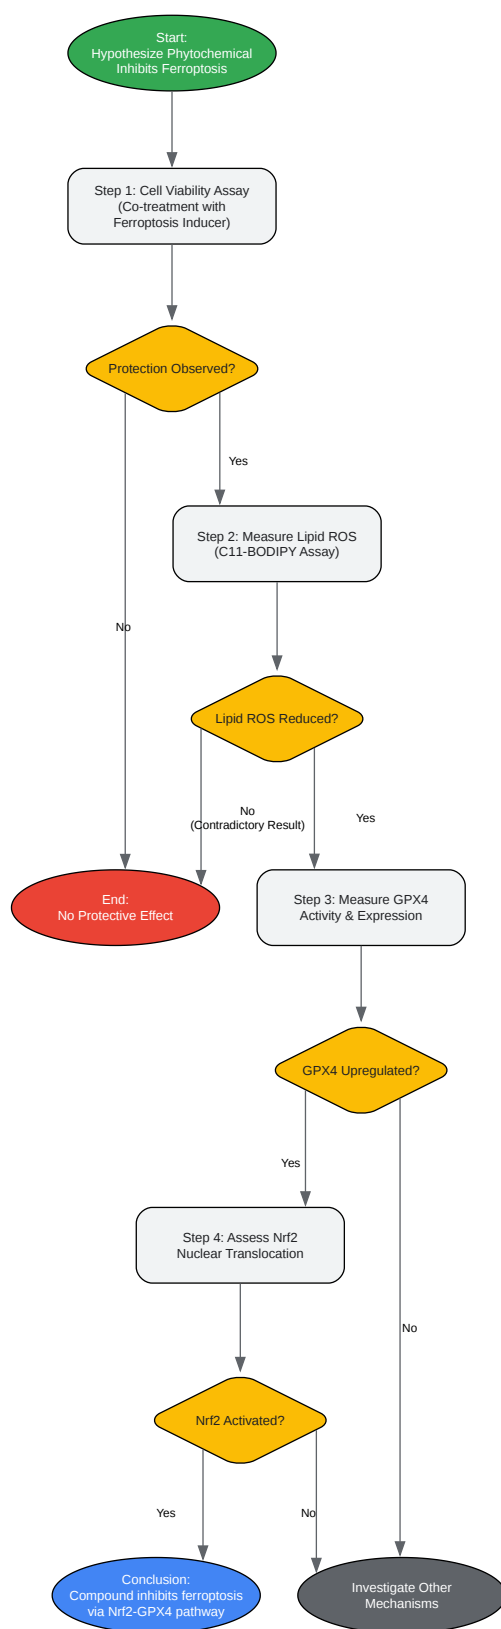 Start:
Hypothesize Phytochemical
Inhibits Ferroptosis
Step 1: Cell Viability Assay
(Co-treatment with
Ferroptosis Inducer)
Protection Observed?
Yes
Step 2: Measure Lipid ROS
(C11-BODIPY Assay)
No
Lipid ROS Reduced?
No
(Contradictory Result)
Yes
End:
No Protective Effect
Step 3: Measure GPX4
Activity & Expression
GPX4 Upregulated?
Yes
Step 4: Assess Nrf2
Nuclear Translocation
No
Nrf2 Activated?
Yes
No
Conclusion:
Compound inhibits ferroptosis
via Nrf2-GPX4 pathway
Investigate Other
Mechanisms